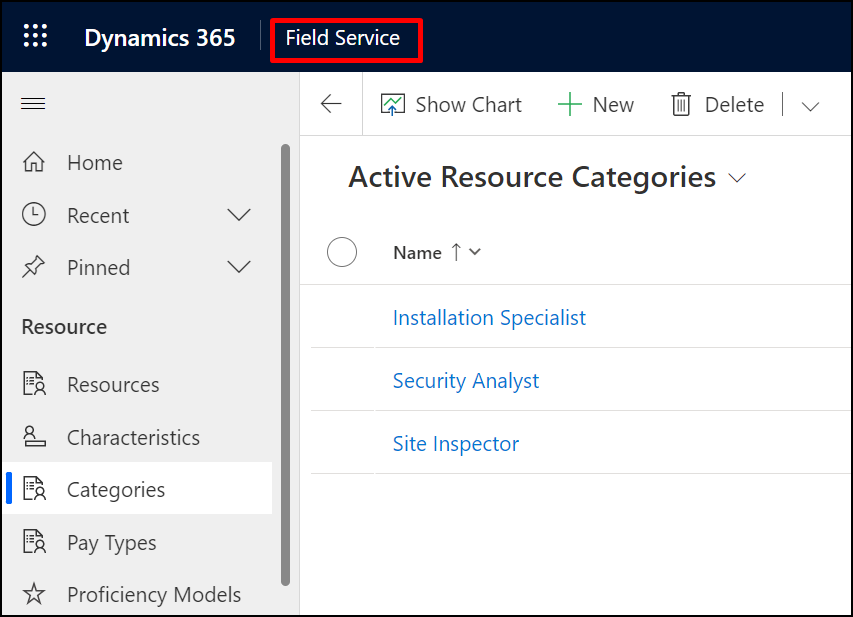 Dynamics 365
Field Service
Show Chart
New
Delete
Home
Recent
Pinned
Resource
Resources
Characteristics
Categories
Pay Types
Proficiency Models
Active Resource Categories
Name
Installation Specialist
Security Analyst
Site Inspector